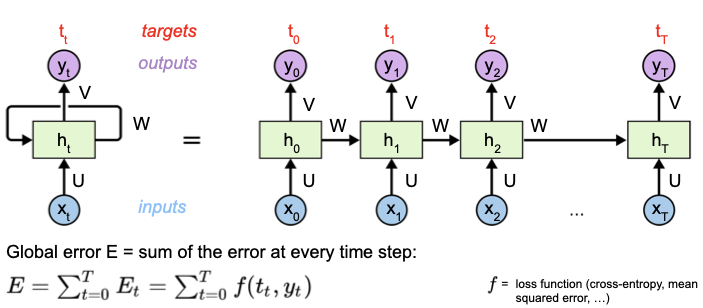 t_t targets t_0 t_1 t_2 t_T
y_t outputs y_0 y_1 y_2 y_T
V V V V V
W W W W
h_t = h_0 h_1 h_2 h_T
U U U U U
x_t inputs x_0 x_1 x_2 ... x_T
Global error E = sum of the error at every time step:
E = ∑_{t=0}^{T} E_t = ∑_{t=0}^{T} f(t_t, y_t)
f = loss function (cross-entropy, mean
squared error, ...)